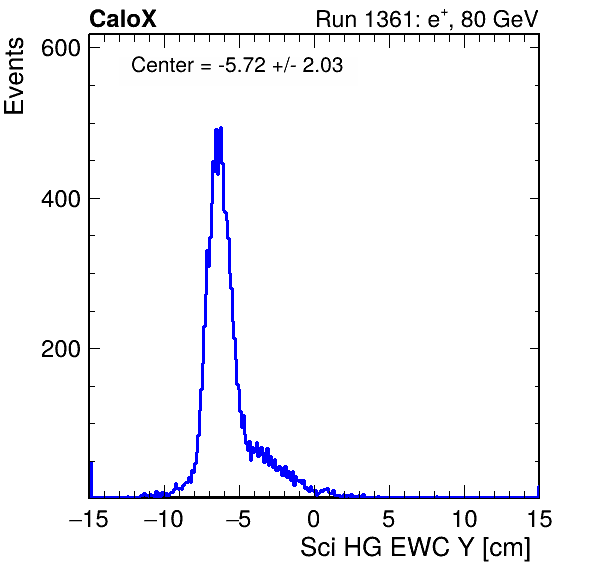 CaloX Run 1361: e⁺, 80 GeV
Events
Center = -5.72 +/- 2.03
600
400
200
−15 −10 −5 0 5 10 15
Sci HG EWC Y [cm]